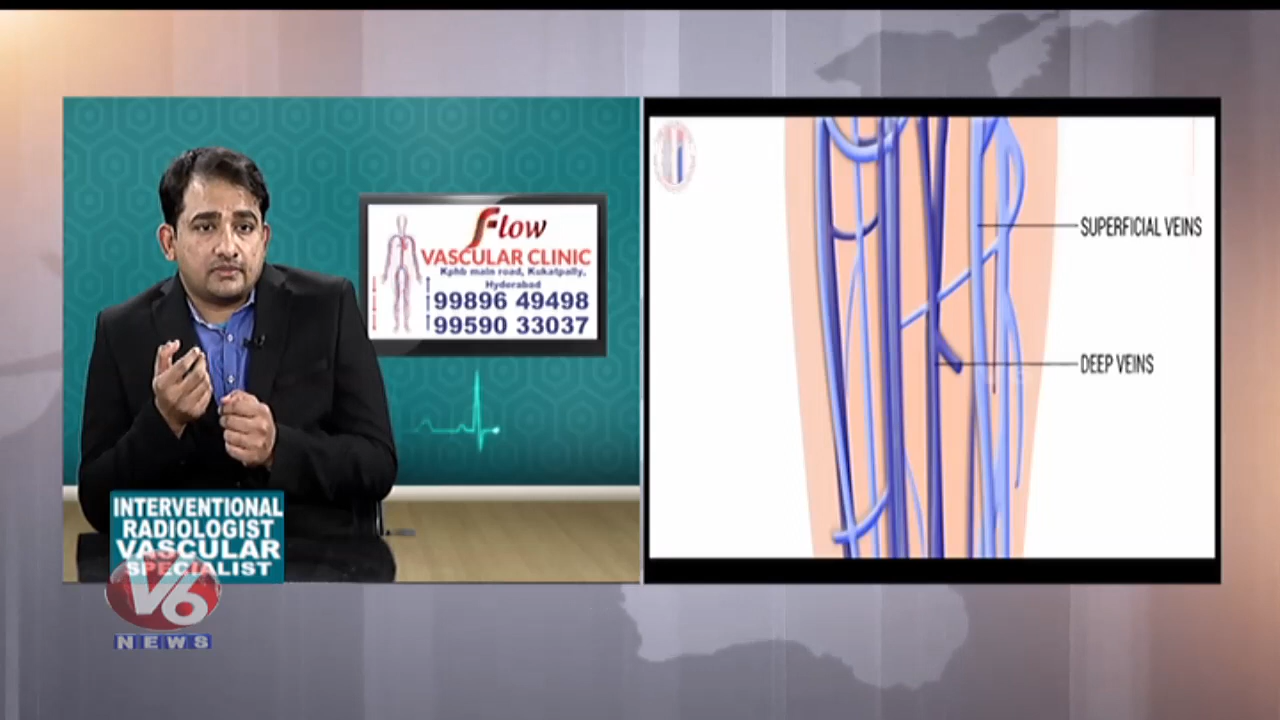 Flow
VASCULAR CLINIC
Kphb main road, Kukatpally,
Hyderabad
99896 49498
99590 33037
SUPERFICIAL VEINS
DEEP VEINS
INTERVENTIONAL
RADIOLOGIST
VASCULAR
SPECIALIST
V6
NEWS